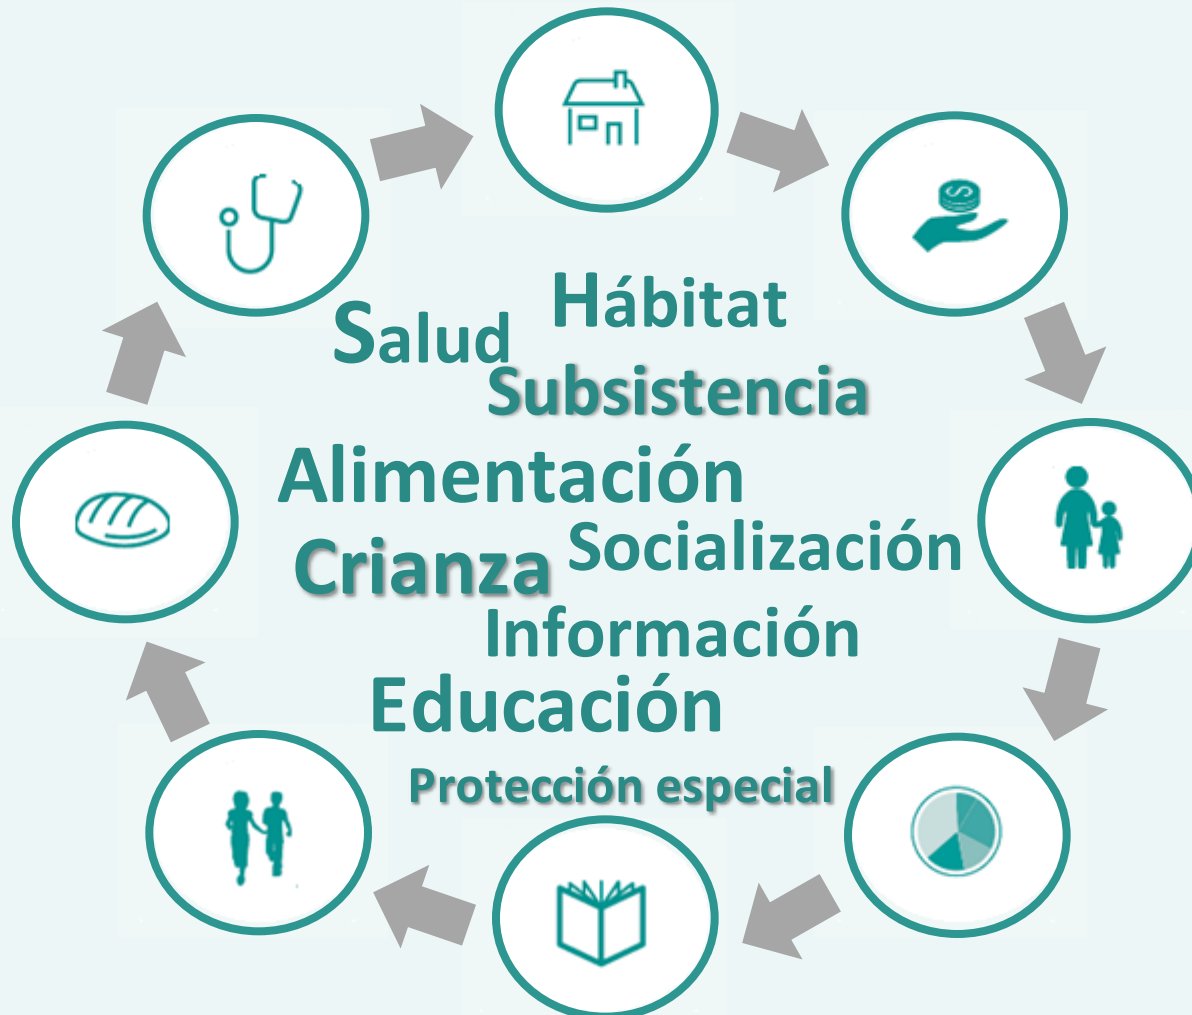 Hábitat
Salud
Subsistencia
Alimentación
Socialización
Crianza
Información
Educación
Protección especial